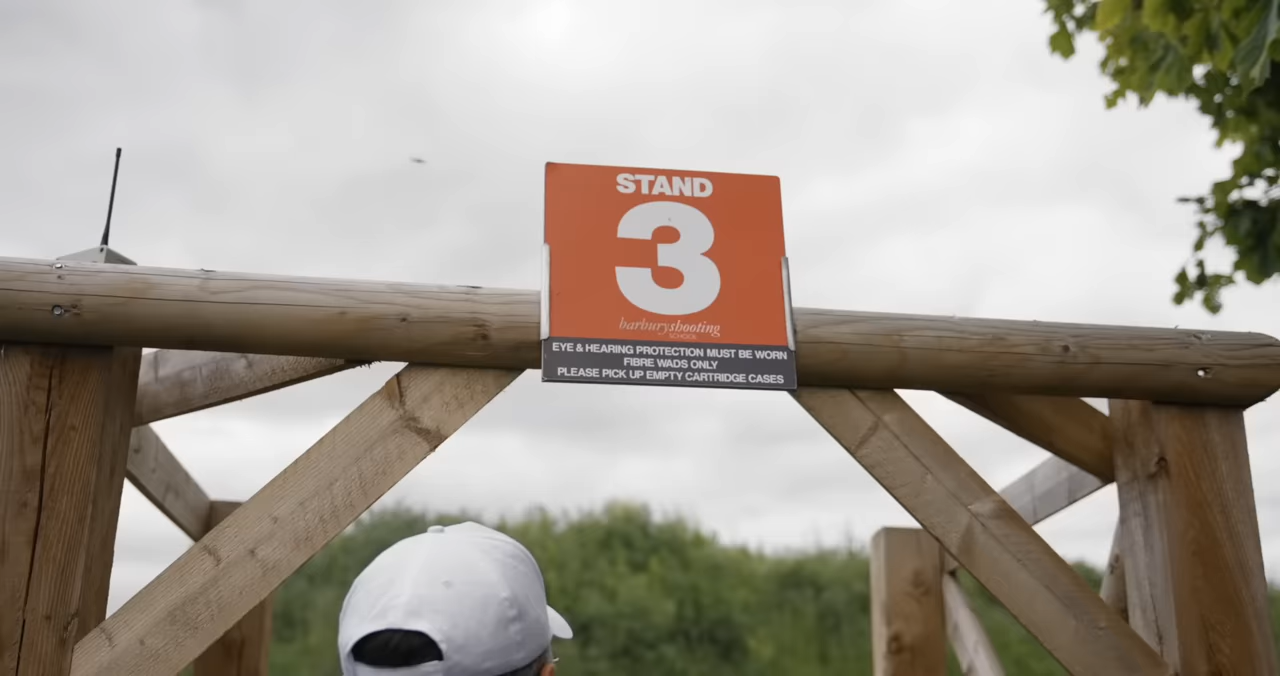 STAND
3
barburyshooting
SCHOOL
EYE & HEARING PROTECTION MUST BE WORN
FIBRE WADS ONLY
PLEASE PICK UP EMPTY CARTRIDGE CASES